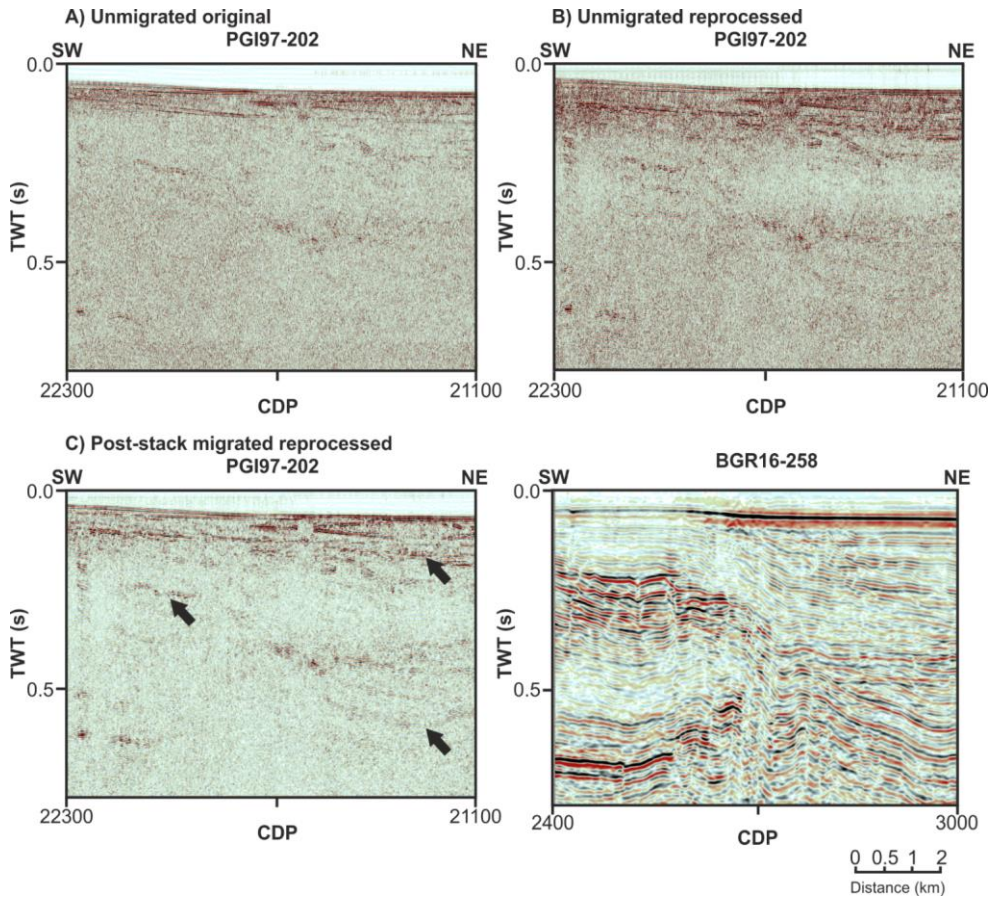 A) Unmigrated original
PGI97-202
SW NE
0.0
0.5
TWT (s)
22300 21100
CDP
B) Unmigrated reprocessed
PGI97-202
SW NE
0.0
0.5
TWT (s)
22300 21100
CDP
C) Post-stack migrated reprocessed
PGI97-202
SW NE
0.0
0.5
TWT (s)
22300 21100
CDP
BGR16-258
SW NE
0.0
0.5
TWT (s)
2400 3000
CDP
0 0.5 1 2
Distance (km)